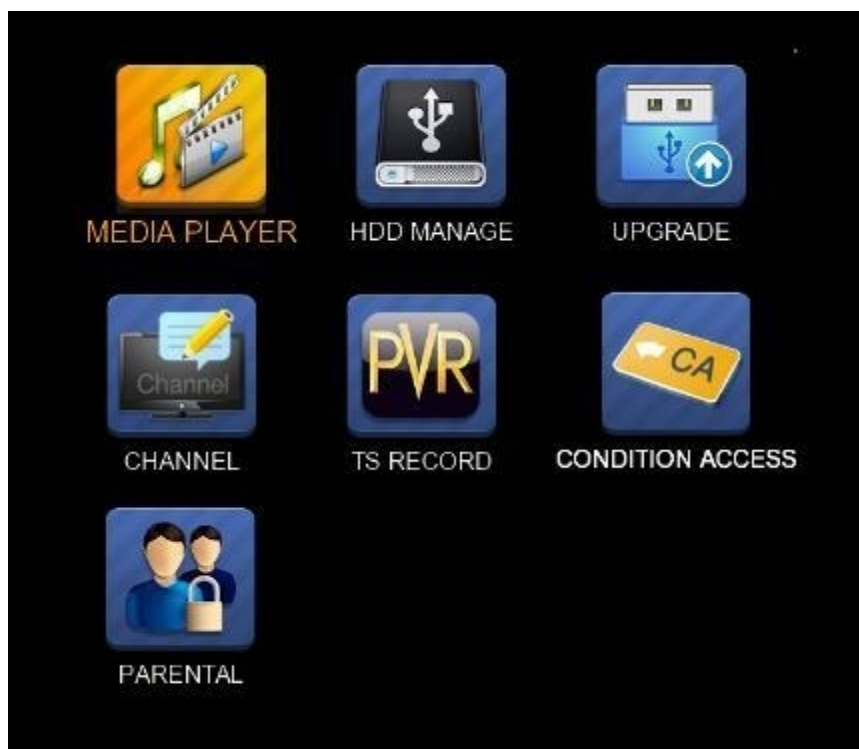 MEDIA PLAYER
HDD MANAGE
UPGRADE
Channel
CHANNEL
PVR
TS RECORD
CA
CONDITION ACCESS
PARENTAL